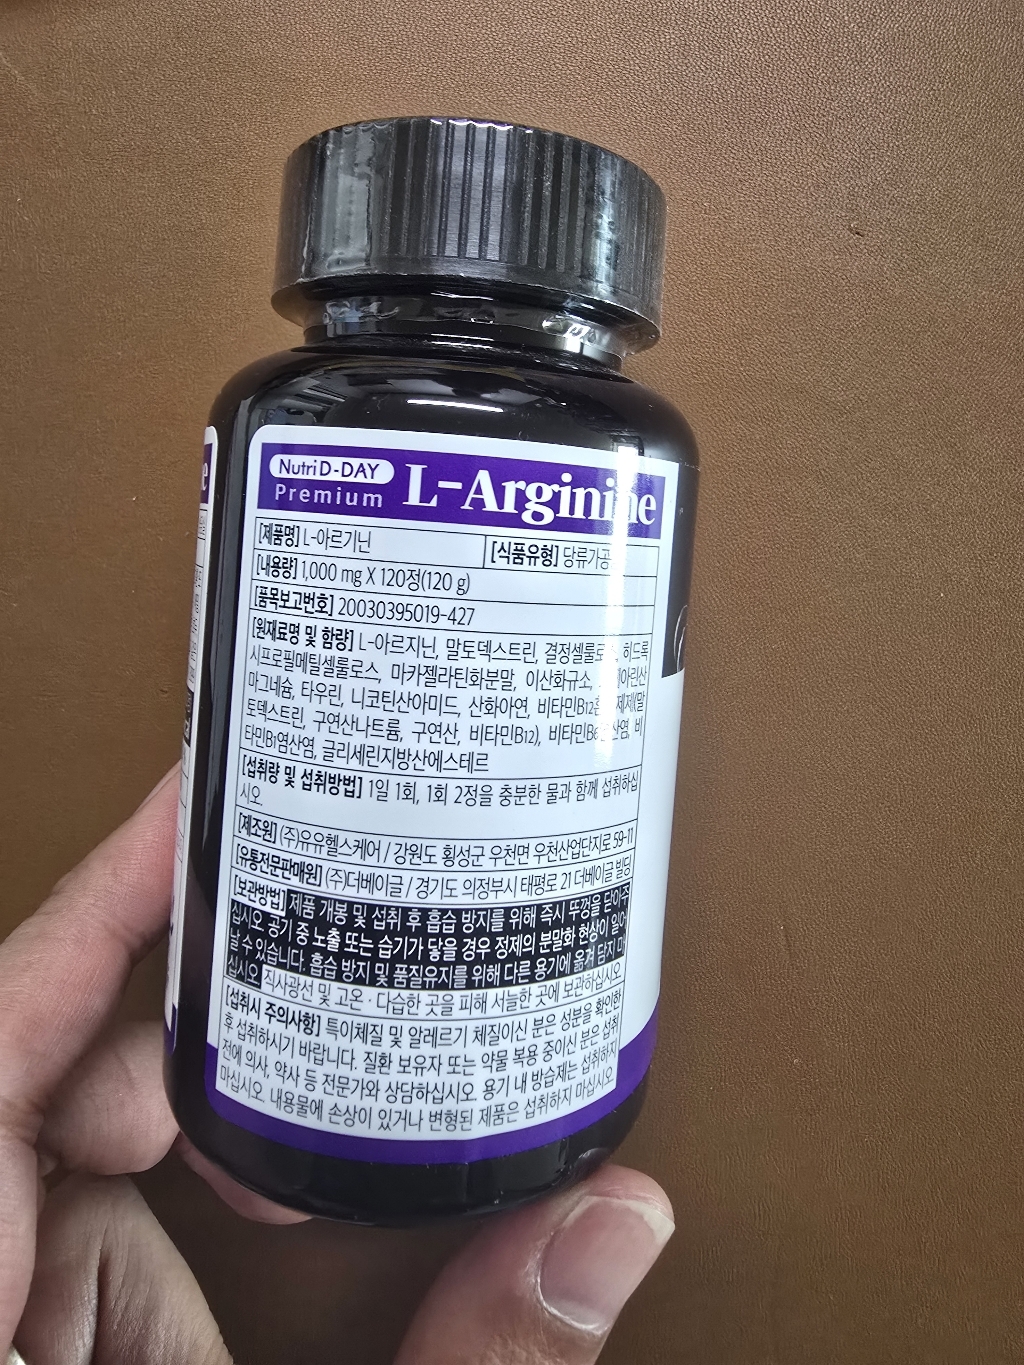 Nutri D-DAY
Premium
L-Arginine
[제품명] L-아르기닌
[식품유형]
[내용량] 1,000 mg X 120정(120 g)
[품목보고번호] 20030395019-427
[원재료명 및 함량] L-아르지닌, 말토덱스트린, 히드록
시프로필메틸셀룰로스, 마카젤라틴화분말, 이산화규소,
마그네슘, 타우린, 니코틴산아미드, 산화아연, (말
토덱스트린, 구연산나트륨, 구연산, 비타민B12), 비
타민B1염산염, 글리세린지방산에스테르
[섭취량 및 섭취방법] 1일 1회, 1회 2정을 충분한 물과 함께 섭취하십
시오.
[제조원] (주)유유헬스케어 / 강원도 횡성군 우천면 우천산업단지로 59-11
[유통전문판매원] (주)더베이글 / 경기도 의정부시 태평로 21 더베이글 빌딩
[보관방법] 제품 개봉 및 섭취 후 흡습 방지를 위해 즉시 뚜껑을 닫아주
십시오. 공기 중 노출 또는 습기가 닿을 경우 정제의 분말화 현상이 일어
날 수 있습니다. 흡습 방지 및 품질유지를 위해 다른 용기에 옮겨 담지 마
십시오. 직사광선 및 고온·다습한 곳을 피해 서늘한 곳에 보관하십시오.
[섭취시 주의사항] 특이체질 및 알레르기 체질이신 분은 성분을 확인한
후 섭취하시기 바랍니다. 질환 보유자 또는 약물 복용 중이신 분은 섭취
전에 의사, 약사 등 전문가와 상담하십시오. 용기 내 방습제는 섭취하지
마십시오. 내용물에 손상이 있거나 변형된 제품은 섭취하지 마십시오.